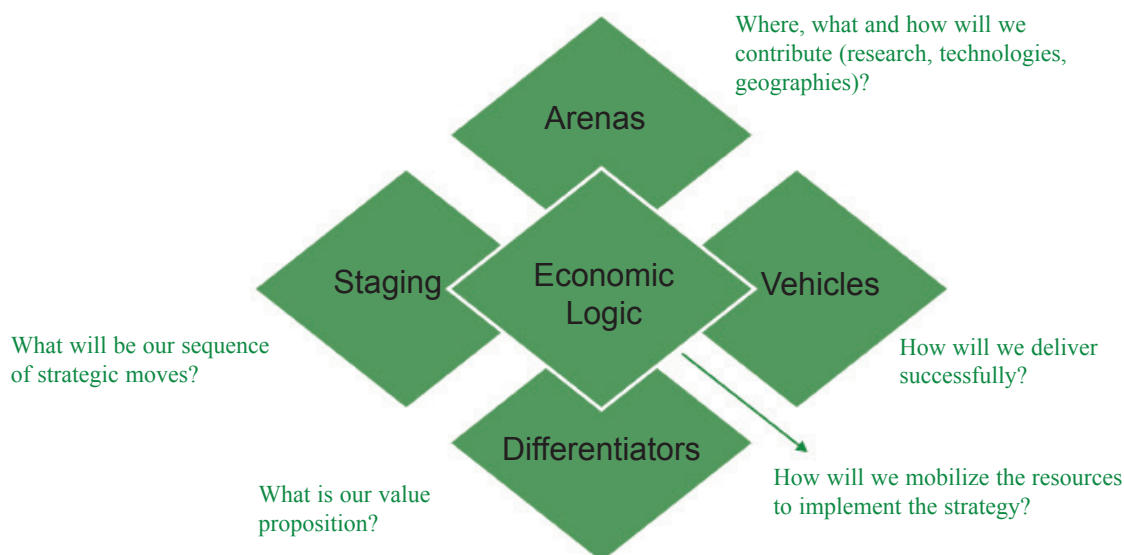 Where, what and how will we
contribute (research, technologies,
geographies)?
Arenas
Staging
Economic
Logic
Vehicles
What will be our sequence
of strategic moves?
How will we deliver
successfully?
Differentiators
What is our value
proposition?
How will we mobilize the resources
to implement the strategy?